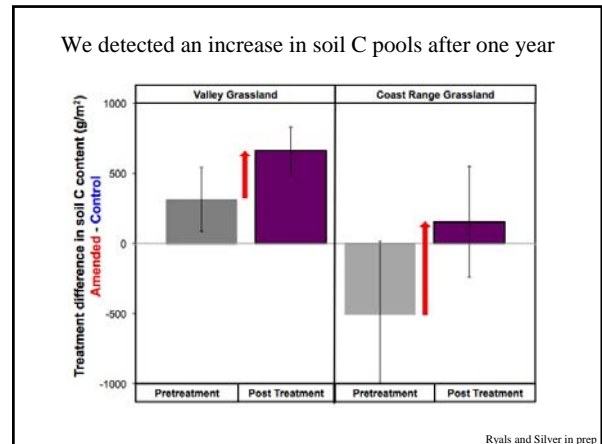 We detected an increase in soil C pools after one year
Valley Grassland
Coast Range Grassland
Treatment difference in soil C content (g/m²)
Amended - Control
1000
500
0
-500
-1000
Pretreatment
Post Treatment
Pretreatment
Post Treatment
Ryals and Silver in prep